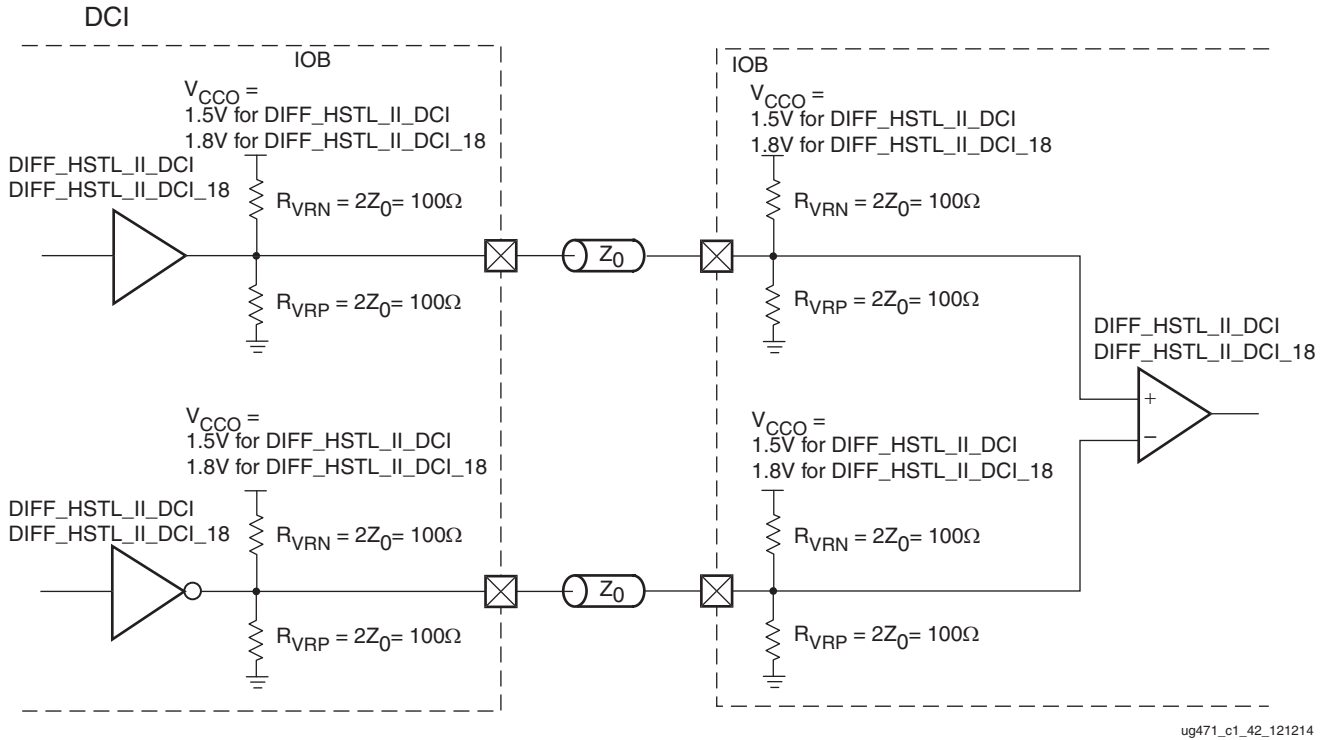 DCI
IOB
V_CCO =
1.5V for DIFF_HSTL_II_DCI
1.8V for DIFF_HSTL_II_DCI_18
DIFF_HSTL_II_DCI
DIFF_HSTL_II_DCI_18
R_VRN = 2Z_0= 100Ω
R_VRP = 2Z_0= 100Ω
Z_0
IOB
V_CCO =
1.5V for DIFF_HSTL_II_DCI
1.8V for DIFF_HSTL_II_DCI_18
R_VRN = 2Z_0= 100Ω
R_VRP = 2Z_0= 100Ω
DIFF_HSTL_II_DCI
DIFF_HSTL_II_DCI_18
+
–
V_CCO =
1.5V for DIFF_HSTL_II_DCI
1.8V for DIFF_HSTL_II_DCI_18
DIFF_HSTL_II_DCI
DIFF_HSTL_II_DCI_18
R_VRN = 2Z_0= 100Ω
R_VRP = 2Z_0= 100Ω
Z_0
V_CCO =
1.5V for DIFF_HSTL_II_DCI
1.8V for DIFF_HSTL_II_DCI_18
R_VRN = 2Z_0= 100Ω
R_VRP = 2Z_0= 100Ω
ug471_c1_42_121214